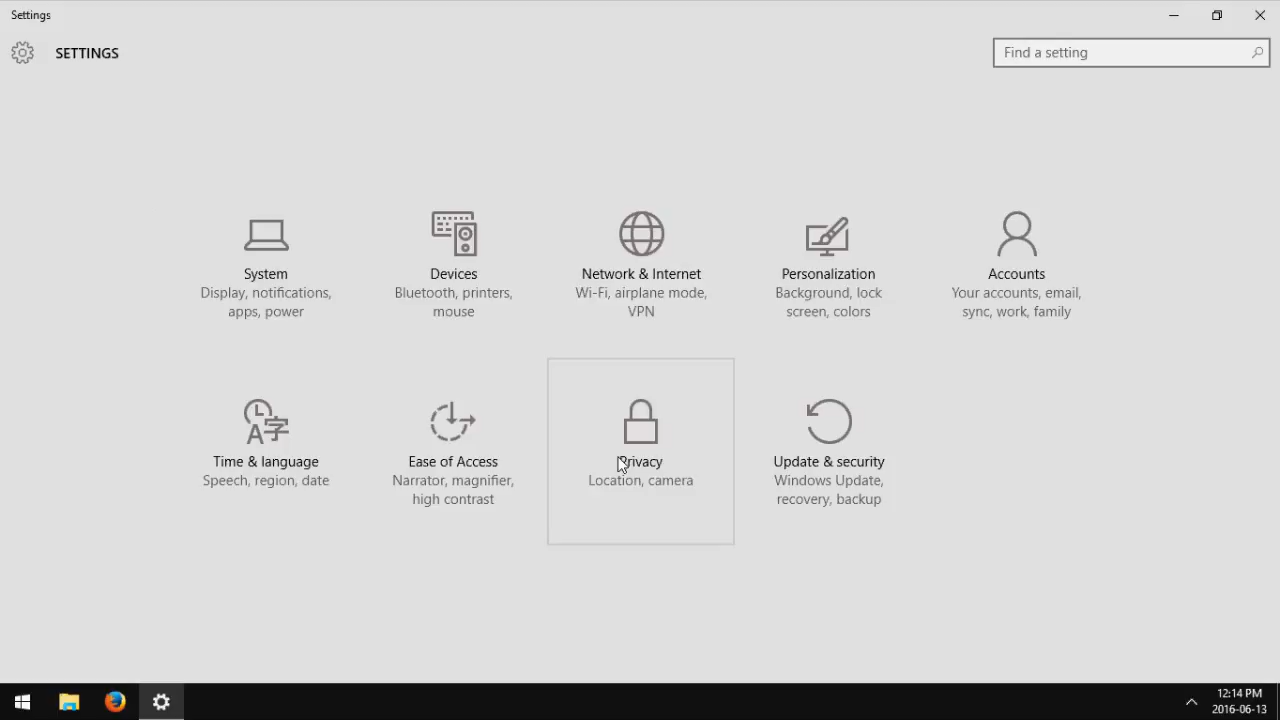 Settings
SETTINGS
Find a setting
System
Display, notifications,
apps, power
Devices
Bluetooth, printers,
mouse
Network & Internet
Wi-Fi, airplane mode,
VPN
Personalization
Background, lock
screen, colors
Accounts
Your accounts, email,
sync, work, family
A字
Time & language
Speech, region, date
Ease of Access
Narrator, magnifier,
high contrast
Privacy
Location, camera
Update & security
Windows Update,
recovery, backup
12:14 PM
2016-06-13